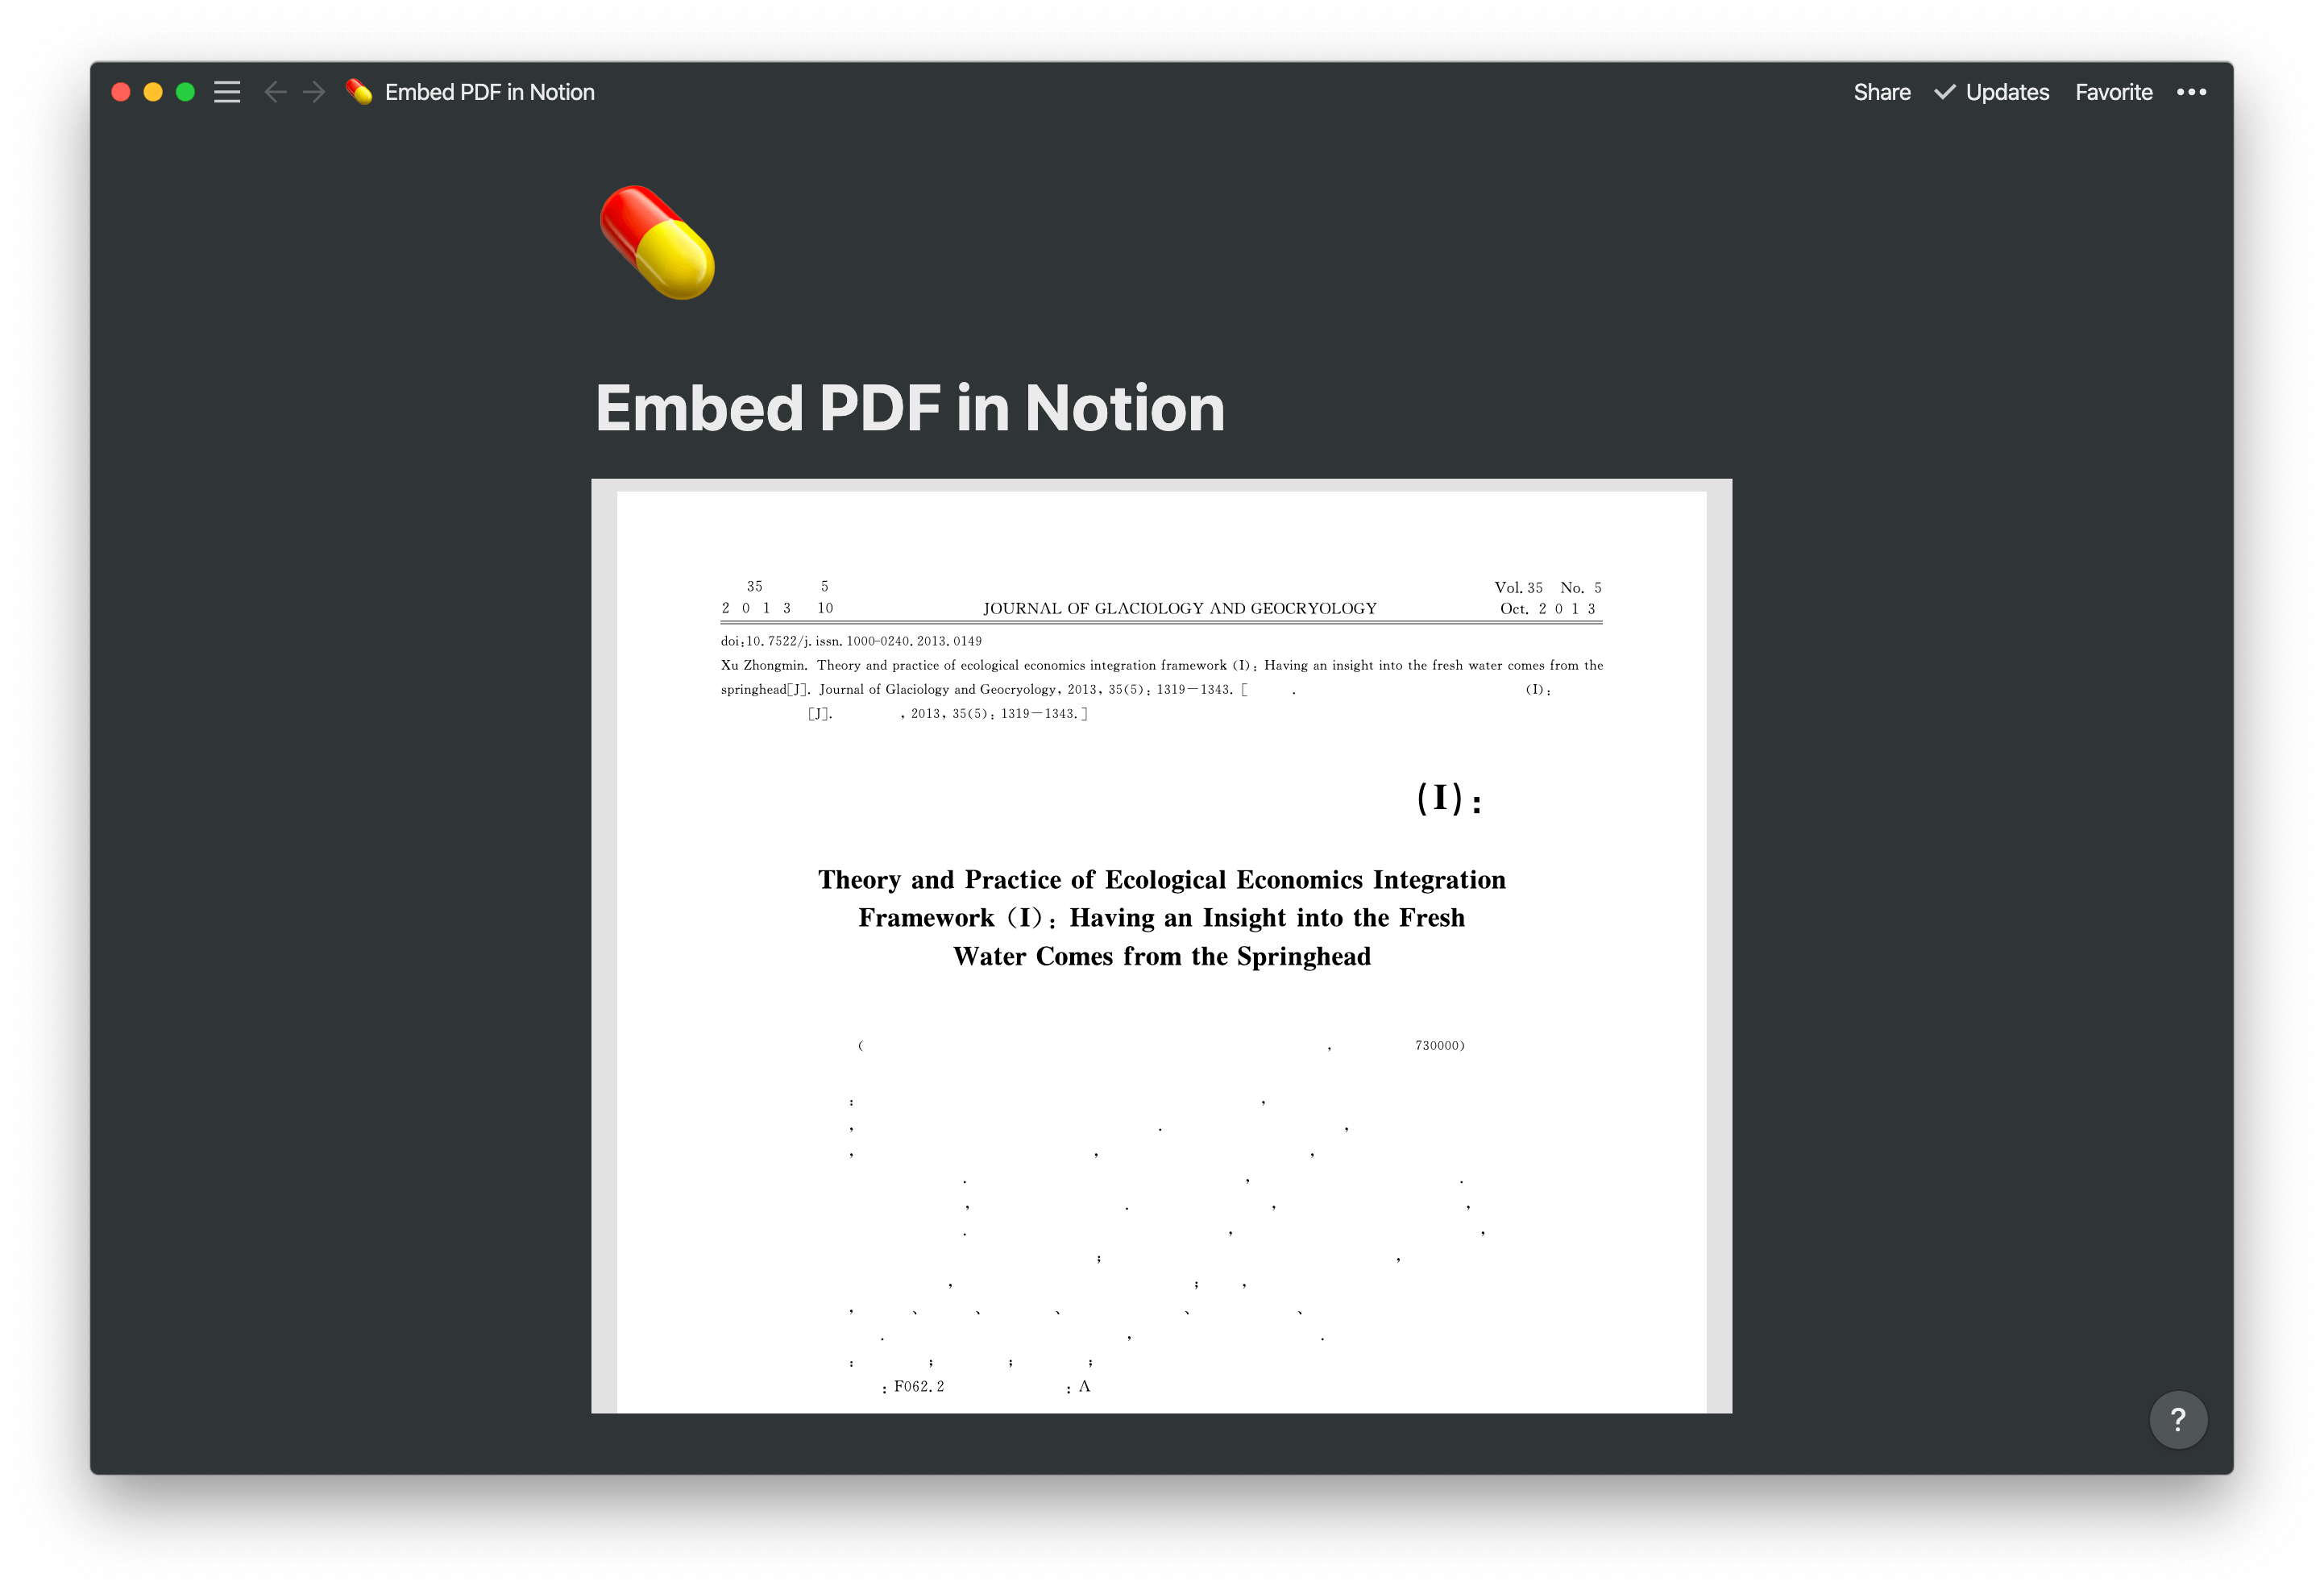 Embed PDF in Notion
Share ✓ Updates Favorite •••
Embed PDF in Notion
35 5 Vol. 35 No. 5
2 0 1 3 10 JOURNAL OF GLACIOLOGY AND GEOCRYOLOGY Oct. 2 0 1 3
doi:10.7522/j.issn.1000-0240.2013.0149
Xu Zhongmin. Theory and practice of ecological economics integration framework (I): Having an insight into the fresh water comes from the
springhead[J]. Journal of Glaciology and Geocryology, 2013, 35(5): 1319—1343. [ . (I):
[J]. , 2013, 35(5): 1319—1343.]
(I):
Theory and Practice of Ecological Economics Integration
Framework (I): Having an Insight into the Fresh
Water Comes from the Springhead
( , 730000)
: ,
, . ,
, , ,
. , .
, . , ,
. , ,
; ,
, ; ,
, 、 、 、 、 、
. , .
: ; ; ;
: F062.2 : A
?